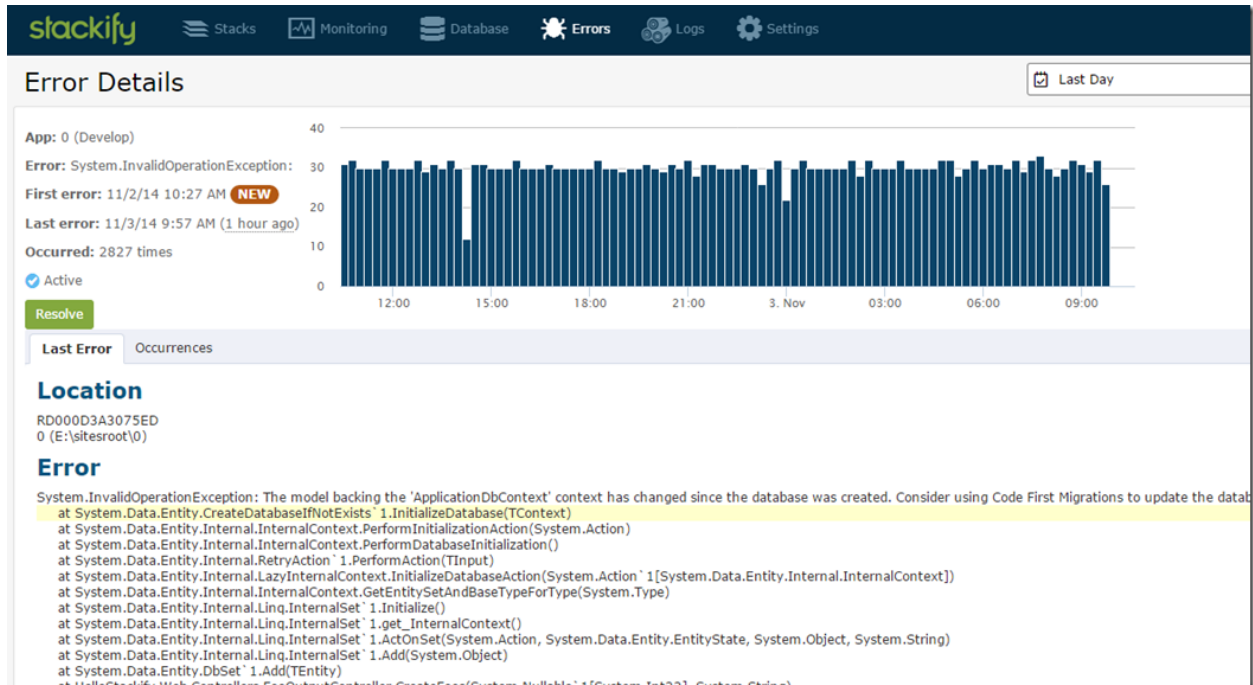 stackify Stacks Monitoring Database Errors Logs Settings
Error Details
Last Day
App: 0 (Develop)
Error: System.InvalidOperationException:
First error: 11/2/14 10:27 AM NEW
Last error: 11/3/14 9:57 AM (1 hour ago)
Occurred: 2827 times
Active
Resolve
40
30
20
10
0
12:00 15:00 18:00 21:00 3. Nov 03:00 06:00 09:00
Last Error Occurrences
Location
RD000D3A3075ED
0 (E:\sitesroot\0)
Error
System.InvalidOperationException: The model backing the 'ApplicationDbContext' context has changed since the database was created. Consider using Code First Migrations to update the datab
at System.Data.Entity.CreateDatabaseIfNotExists`1.InitializeDatabase(TContext)
at System.Data.Entity.Internal.InternalContext.PerformInitializationAction(System.Action)
at System.Data.Entity.Internal.InternalContext.PerformDatabaseInitialization()
at System.Data.Entity.Internal.RetryAction`1.PerformAction(TInput)
at System.Data.Entity.Internal.LazyInternalContext.InitializeDatabaseAction(System.Action`1[System.Data.Entity.Internal.InternalContext])
at System.Data.Entity.Internal.InternalContext.GetEntitySetAndBaseTypeForType(System.Type)
at System.Data.Entity.Internal.Linq.InternalSet`1.Initialize()
at System.Data.Entity.Internal.Linq.InternalSet`1.get_InternalContext()
at System.Data.Entity.Internal.Linq.InternalSet`1.ActOnSet(System.Action, System.Data.Entity.EntityState, System.Object, System.String)
at System.Data.Entity.Internal.Linq.InternalSet`1.Add(System.Object)
at System.Data.Entity.DbSet`1.Add(TEntity)